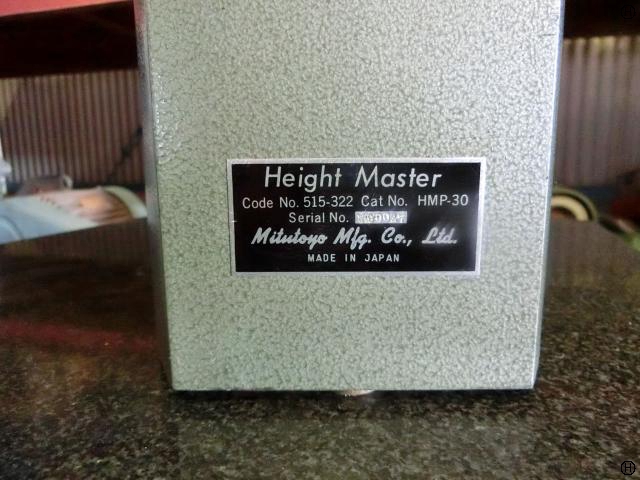 Height Master
Code No. 515-322 Cat No. HMP-30
Serial No.
Mitutoyo Mfg. Co., Ltd.
MADE IN JAPAN
H